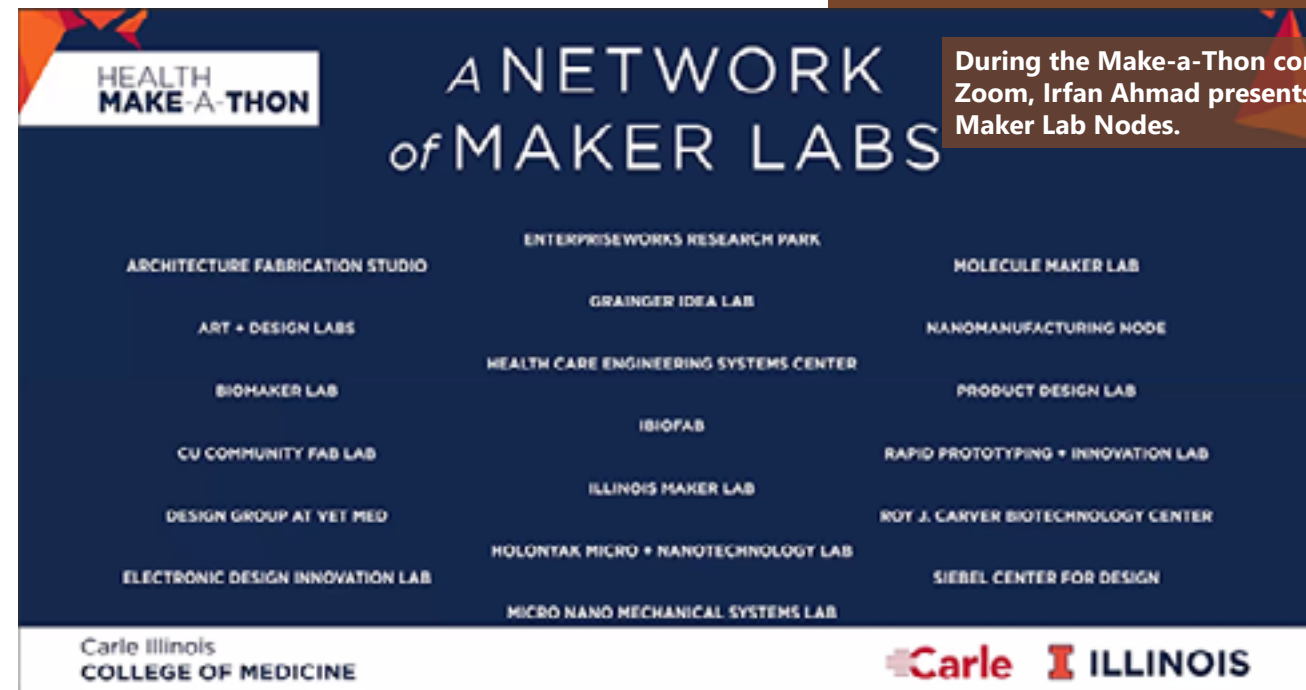 HEALTH
MAKE-A-THON
A NETWORK
of MAKER LABS
During the Make-a-Thon
Zoom, Irfan Ahmad presents
Maker Lab Nodes.
ENTERPRISEWORKS RESEARCH PARK
ARCHITECTURE FABRICATION STUDIO
MOLECULE MAKER LAB
GRAINGER IDEA LAB
ART + DESIGN LABS
NANOMANUFACTURING NODE
HEALTH CARE ENGINEERING SYSTEMS CENTER
BIOMAKER LAB
PRODUCT DESIGN LAB
IBIOFAB
CU COMMUNITY FAB LAB
RAPID PROTOTYPING + INNOVATION LAB
ILLINOIS MAKER LAB
DESIGN GROUP AT VET MED
ROY J. CARVER BIOTECHNOLOGY CENTER
HOLONYAK MICRO + NANOTECHNOLOGY LAB
ELECTRONIC DESIGN INNOVATION LAB
SIEBEL CENTER FOR DESIGN
MICRO NANO MECHANICAL SYSTEMS LAB
Carle Illinois
COLLEGE OF MEDICINE
Carle
I ILLINOIS